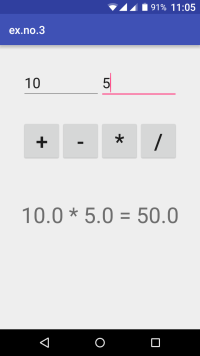 91% 11:05
ex.no.3
10 5
+ - * /
10.0 * 5.0 = 50.0